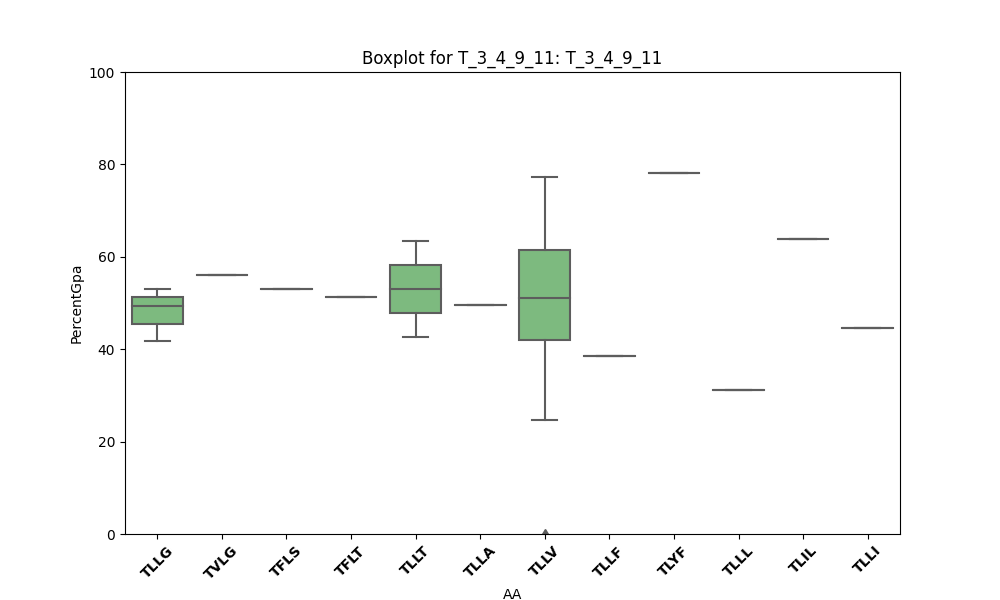 Boxplot for T_3_4_9_11: T_3_4_9_11
100
80
60
40
20
0
PercentGpa
TLLG TVLG TFLS TFLT TLLT TLLA TLLV TLLF TLYF TLLL TLIL TLLI
AA